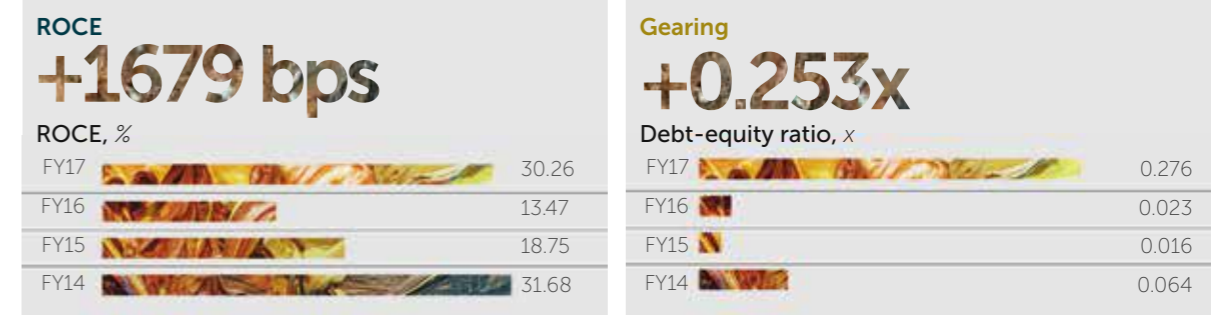 ROCE
+1679 bps
ROCE, %
FY17 30.26
FY16 13.47
FY15 18.75
FY14 31.68
Gearing
+0.253x
Debt-equity ratio, x
FY17 0.276
FY16 0.023
FY15 0.016
FY14 0.064